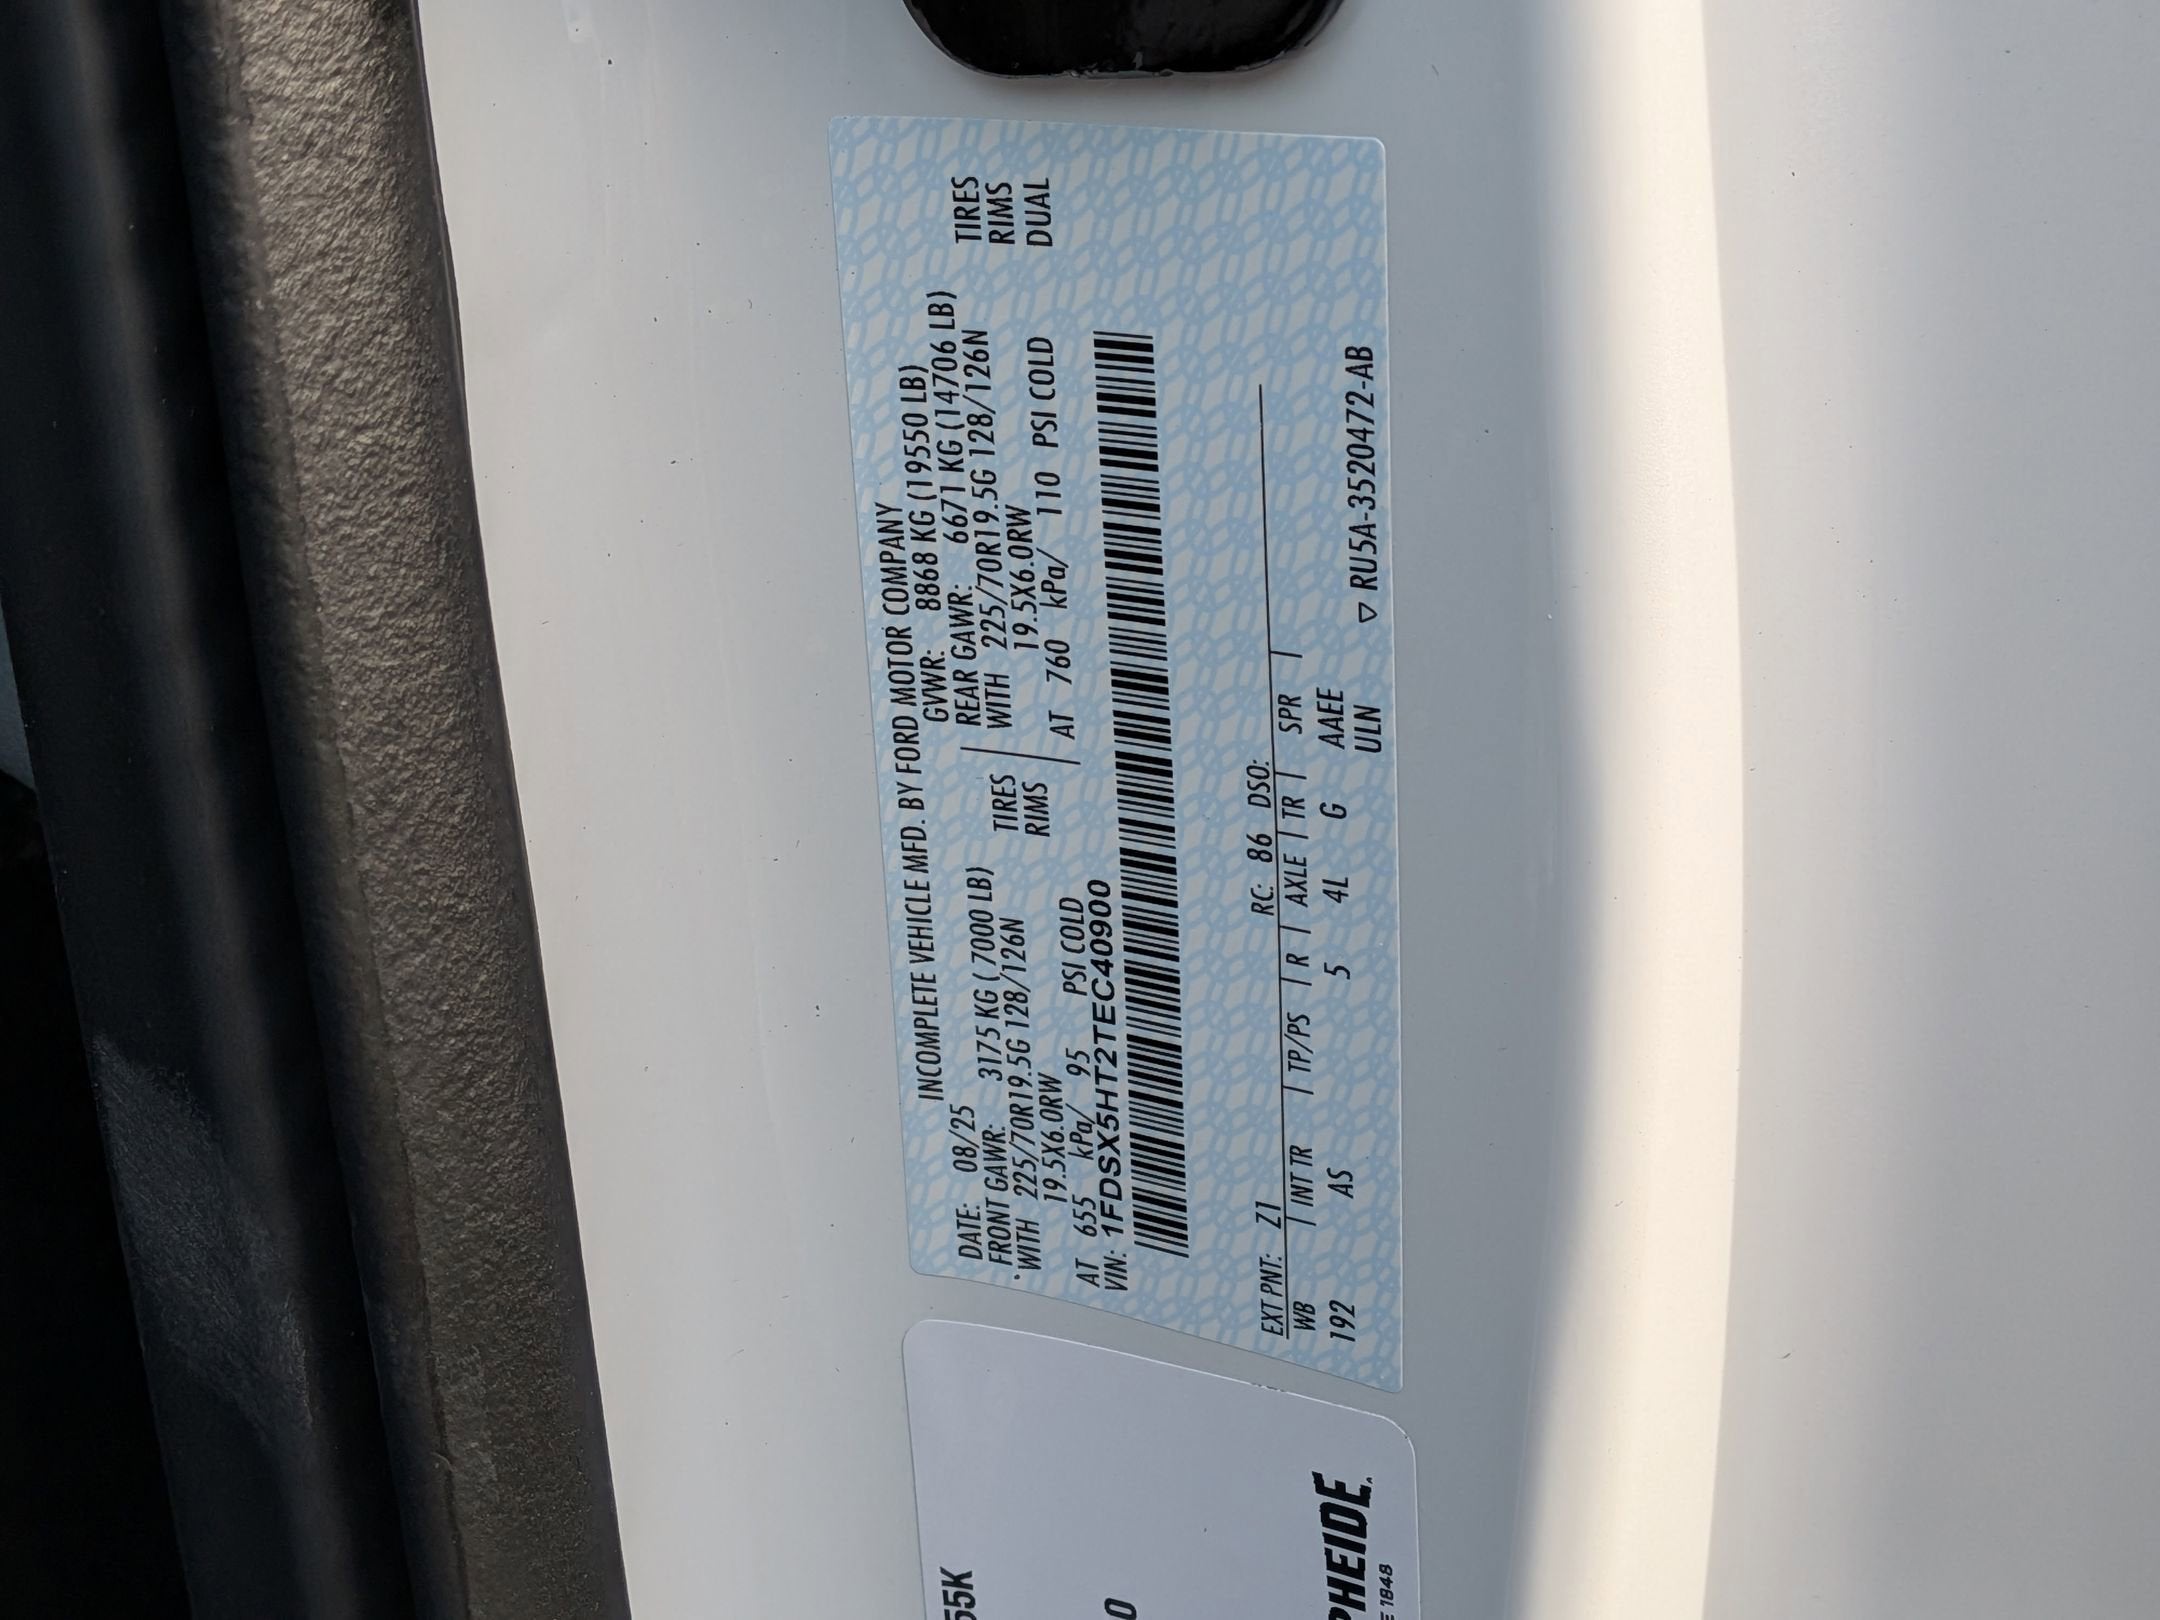 INCOMPLETE VEHICLE MFD. BY FORD MOTOR COMPANY
DATE: 08/25 GVWR: 8868 KG (19550 LB)
FRONT GAWR: 3175 KG (7000 LB) REAR GAWR: 6671 KG (14706 LB)
WITH 225/70R19.5G 128/126N TIRES WITH 225/70R19.5G 128/126N TIRES
19.5X6.0RW RIMS 19.5X6.0RW RIMS
AT 655 kPa/ 95 PSI COLD AT 760 kPa/ 110 PSI COLD DUAL
VIN: 1FDSX5HT2TEC40900
EXT PNT: Z1 RC: 86 DSO:
WB | INT TR | TP/PS | R | AXLE | TR | SPR |
192 AS 5 4L G AAEE
ULN ▽ RU5A-3520472-AB
55K
0
PHEIDE
E 1848